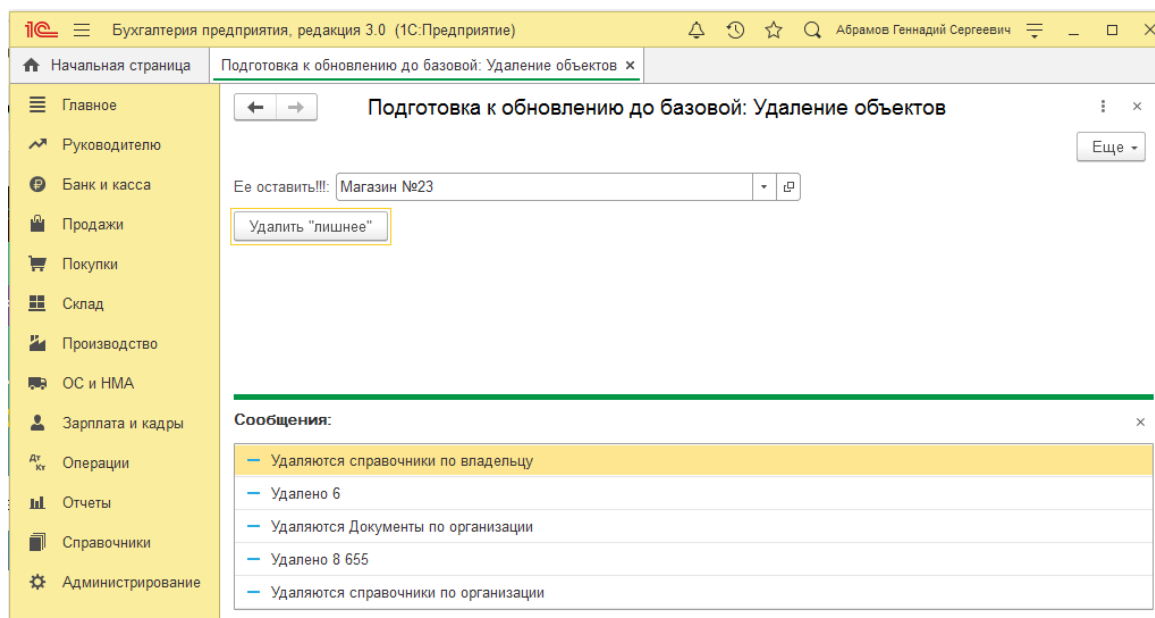 1С Бухгалтерия предприятия, редакция 3.0 (1С:Предприятие) Абрамов Геннадий Сергеевич
Начальная страница Подготовка к обновлению до базовой: Удаление объектов ×
Главное
Подготовка к обновлению до базовой: Удаление объектов
Руководителю
Еще
Банк и касса
Ее оставить!!!: Магазин №23
Продажи
Удалить "лишнее"
Покупки
Склад
Производство
ОС и НМА
Зарплата и кадры
Сообщения:
Дт Кт Операции
Удаляются справочники по владельцу
Удалено 6
Отчеты
Удаляются Документы по организации
Справочники
Удалено 8 655
Администрирование
Удаляются справочники по организации